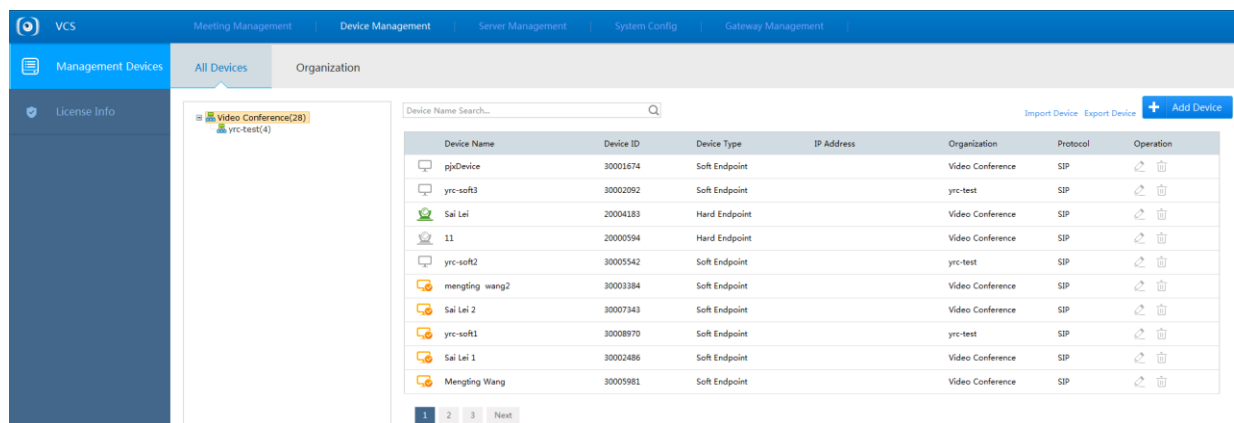 VCS Meeting Management Device Management Server Management System Config Gateway Management
Management Devices All Devices Organization
License Info
Video Conference(28)
yrc-test(4)
Device Name Search...
Import Device Export Device + Add Device
Device Name Device ID Device Type IP Address Organization Protocol Operation
pjxDevice 30001674 Soft Endpoint Video Conference SIP
yrc-soft3 30002092 Soft Endpoint yrc-test SIP
Sai Lei 20004183 Hard Endpoint Video Conference SIP
11 20000594 Hard Endpoint Video Conference SIP
yrc-soft2 30005542 Soft Endpoint yrc-test SIP
mengting wang2 30003384 Soft Endpoint Video Conference SIP
Sai Lei 2 30007343 Soft Endpoint Video Conference SIP
yrc-soft1 30008970 Soft Endpoint yrc-test SIP
Sai Lei 1 30002486 Soft Endpoint Video Conference SIP
Mengting Wang 30005981 Soft Endpoint Video Conference SIP
1 2 3 Next